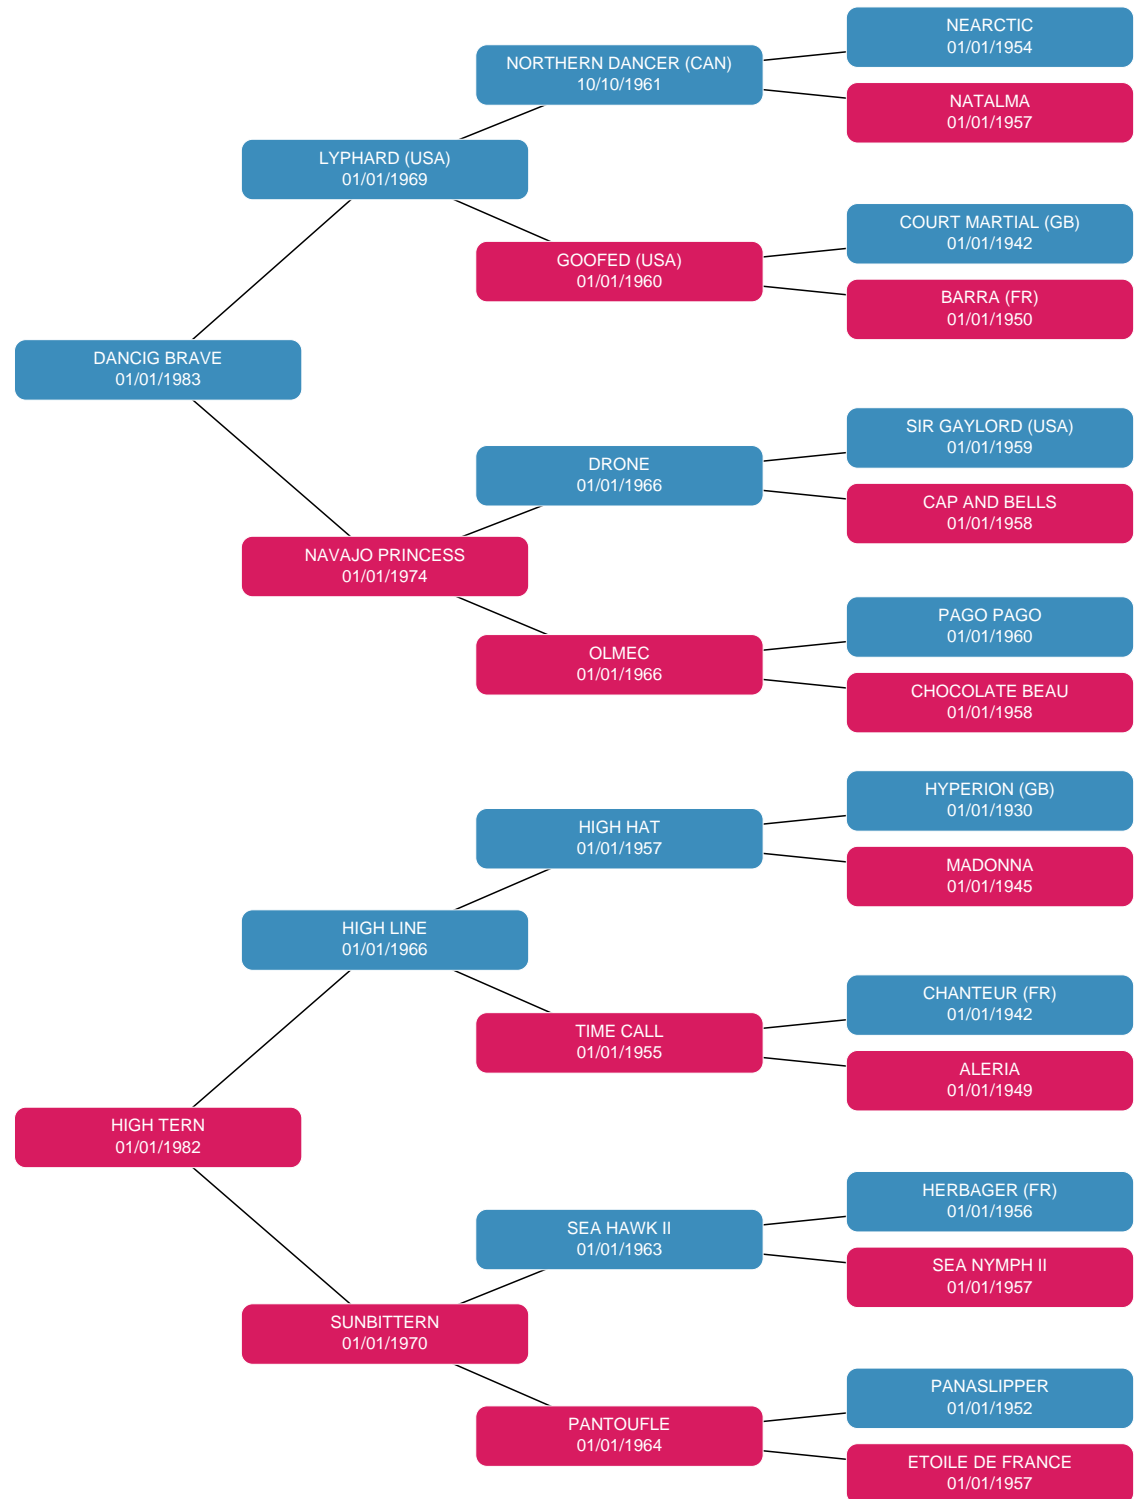 NEARCTIC
01/01/1954
NORTHERN DANCER (CAN)
10/10/1961
NATALMA
01/01/1957
LYPHARD (USA)
01/01/1969
COURT MARTIAL (GB)
01/01/1942
GOOFED (USA)
01/01/1960
BARRA (FR)
01/01/1950
DANCIG BRAVE
01/01/1983
SIR GAYLORD (USA)
01/01/1959
DRONE
01/01/1966
CAP AND BELLS
01/01/1958
NAVAJO PRINCESS
01/01/1974
PAGO PAGO
01/01/1960
OLMEC
01/01/1966
CHOCOLATE BEAU
01/01/1958
HYPERION (GB)
01/01/1930
HIGH HAT
01/01/1957
MADONNA
01/01/1945
HIGH LINE
01/01/1966
CHANTEUR (FR)
01/01/1942
TIME CALL
01/01/1955
ALERIA
01/01/1949
HIGH TERN
01/01/1982
HERBAGER (FR)
01/01/1956
SEA HAWK II
01/01/1963
SEA NYMPH II
01/01/1957
SUNBITTERN
01/01/1970
PANASLIPPER
01/01/1952
PANTOUFLE
01/01/1964
ETOILE DE FRANCE
01/01/1957